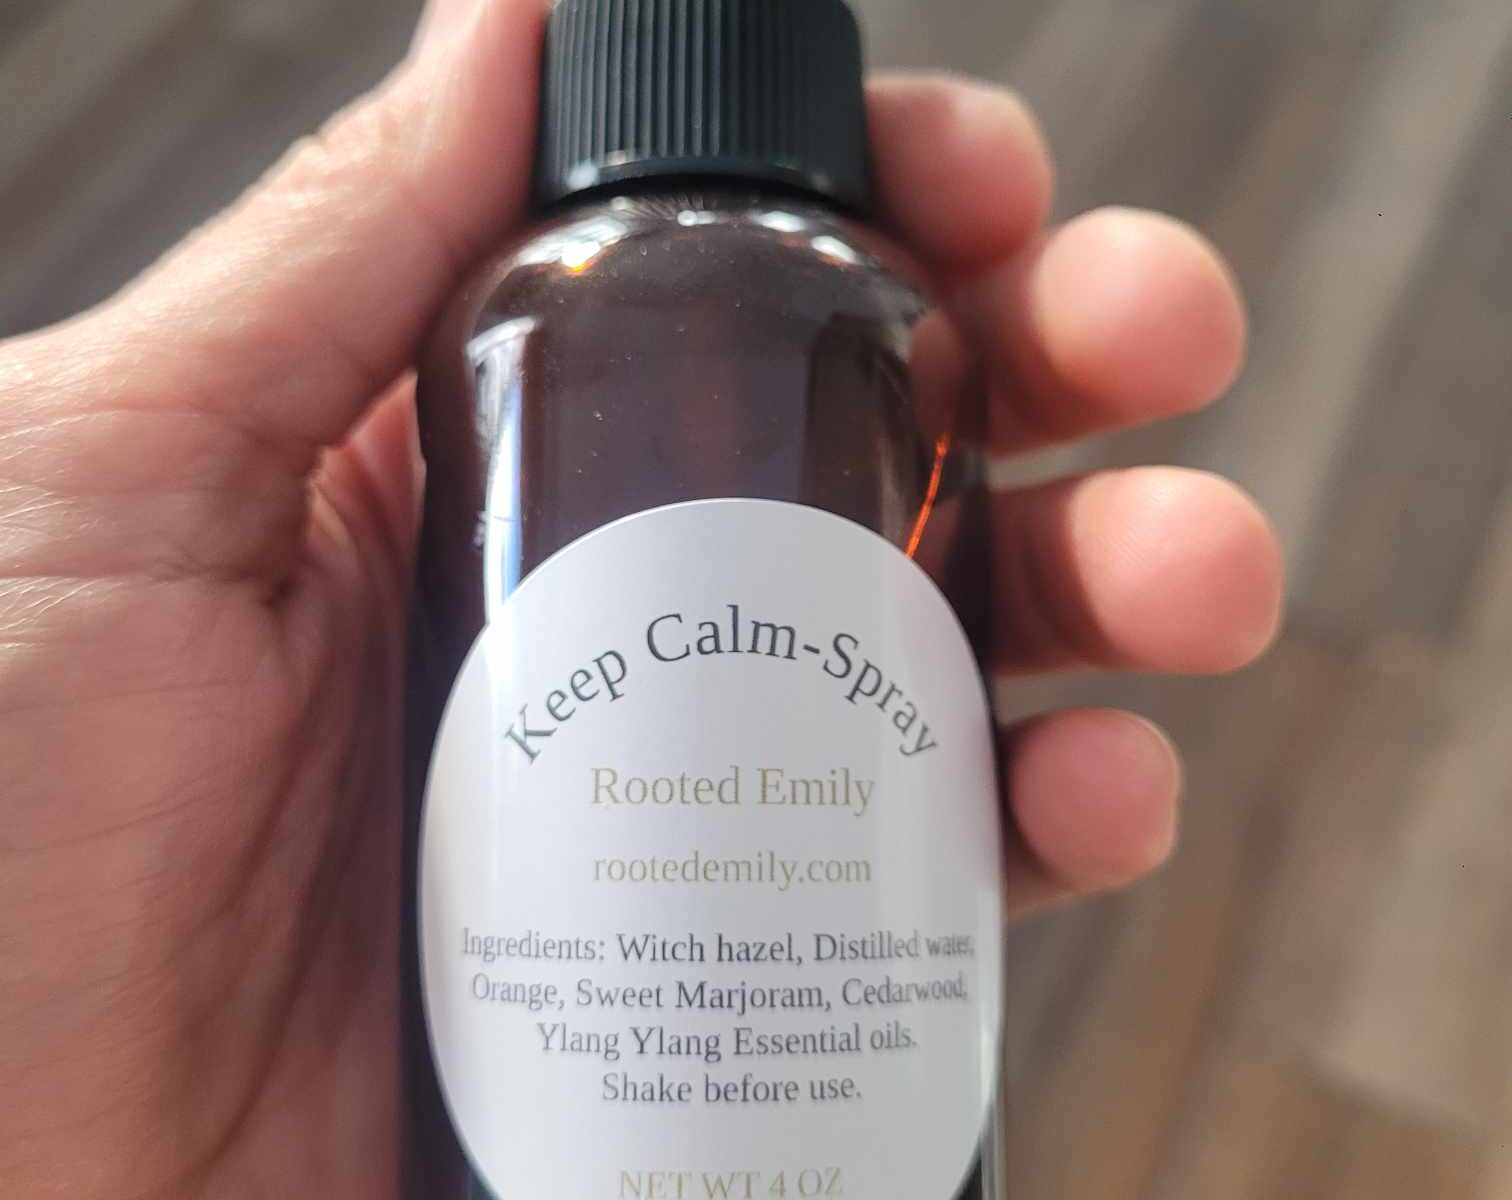 Keep Calm-Spray
Rooted Emily
rootedemily.com
Ingredients: Witch hazel, Distilled water,
Orange, Sweet Marjoram, Cedarwood,
Ylang Ylang Essential oils.
Shake before use.
NET WT 4 OZ